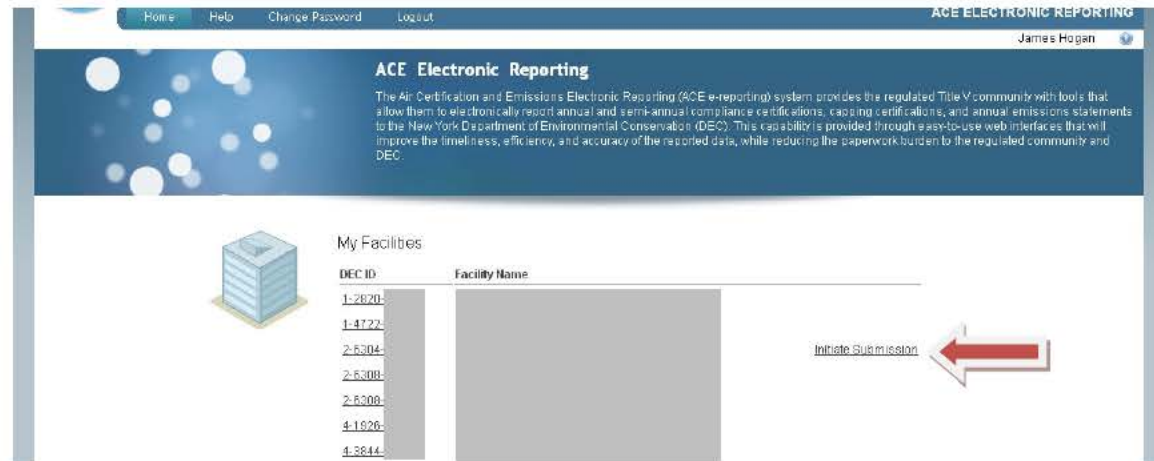 Home Help Change Password Logout
ACE ELECTRONIC REPORTING
James Hogan
ACE Electronic Reporting
The Air Certification and Emissions Electronic Reporting (ACE e-reporting) system provides the regulated Title V community with tools that
allow them to electronically report annual and semi-annual compliance certifications, capping certifications, and annual emissions statements
to the New York Department of Environmental Conservation (DEC). This capability is provided through easy-to-use web interfaces that will
improve the timeliness, efficiency, and accuracy of the reported data, while reducing the paperwork burden to the regulated community and
DEC.
My Facilities
DEC ID Facility Name
1-2820-
1-4722-
2-6304- Initiate Submission
2-6308-
2-6308-
4-1926-
4-3844-